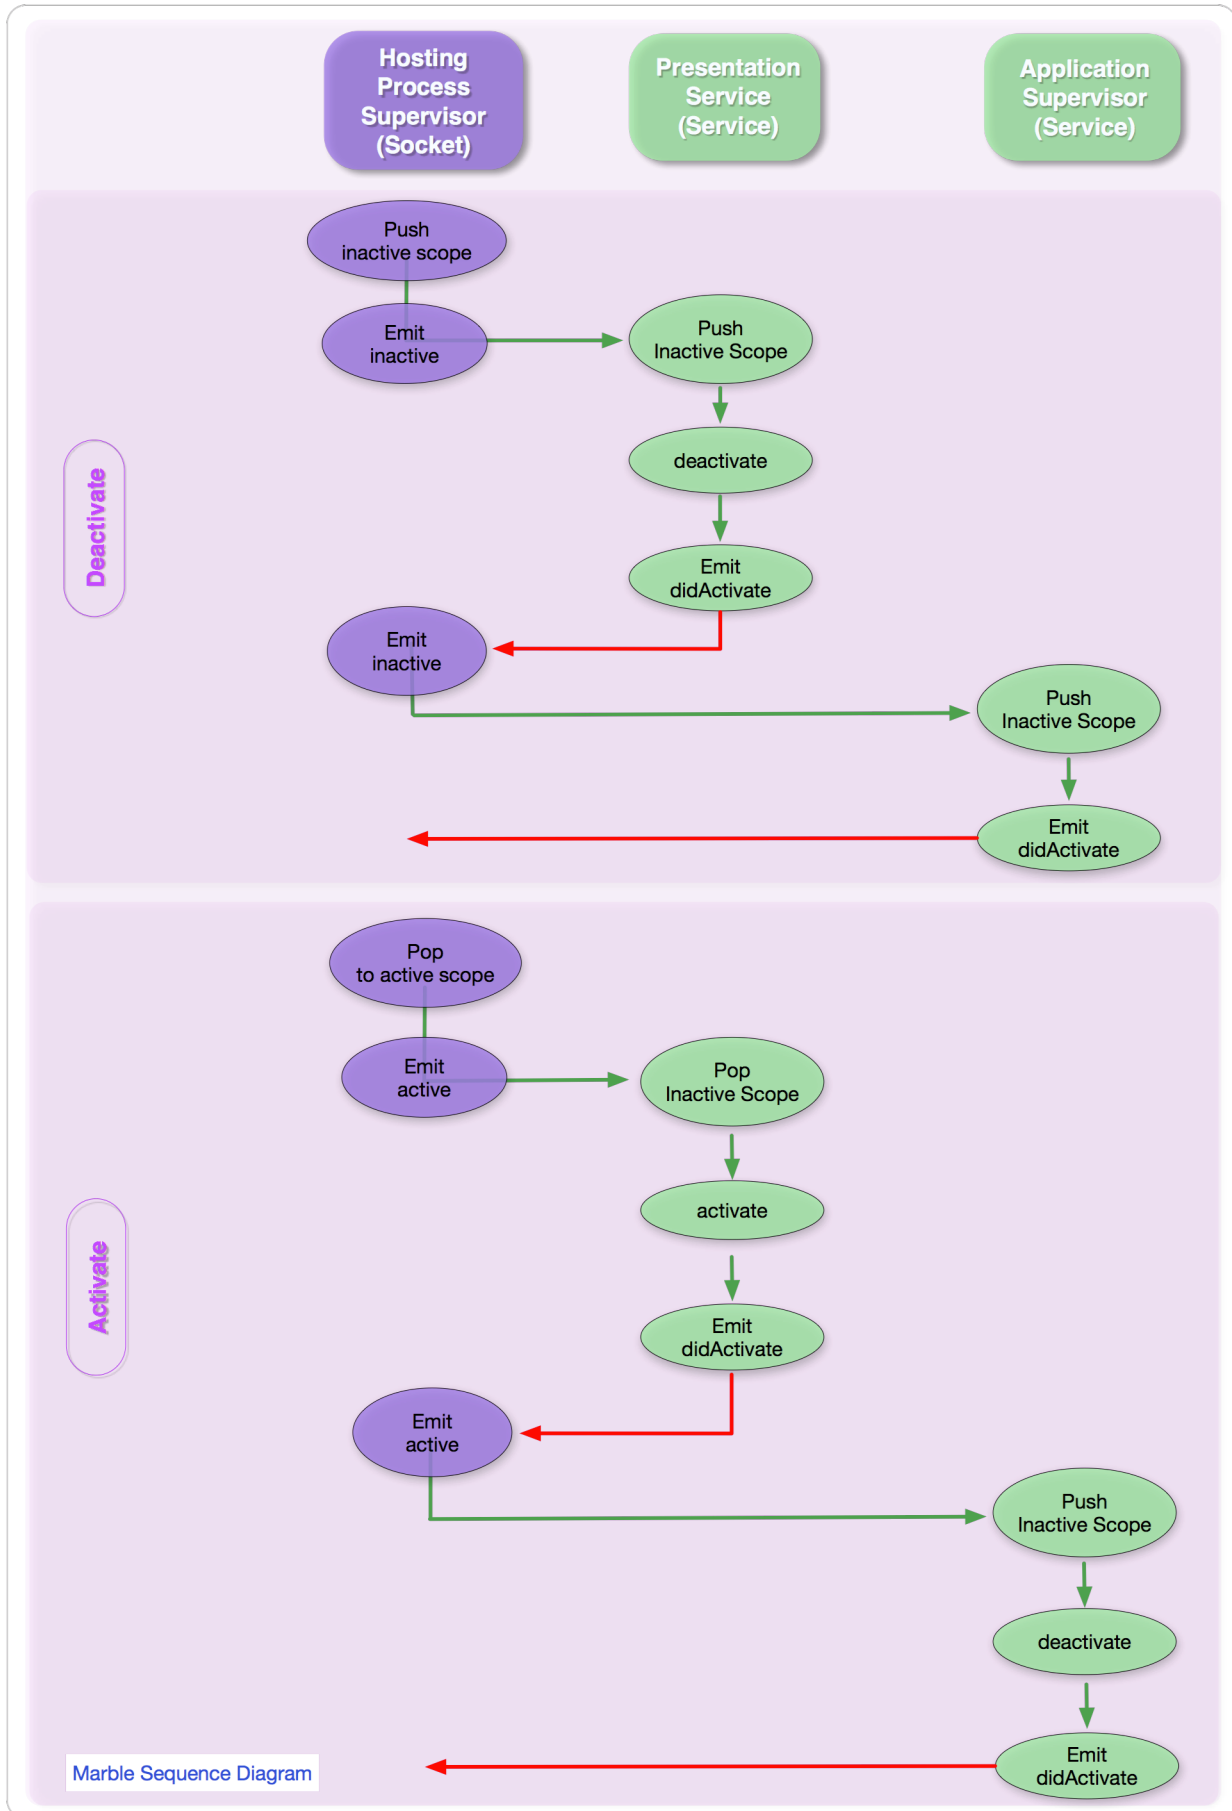 Hosting
Process
Supervisor
(Socket)
Presentation
Service
(Service)
Application
Supervisor
(Service)
Push
inactive scope
Emit
inactive
Push
Inactive Scope
deactivate
Deactivate
Emit
didActivate
Emit
inactive
Push
Inactive Scope
Emit
didActivate
Pop
to active scope
Emit
active
Pop
Inactive Scope
activate
Activate
Emit
didActivate
Emit
active
Push
Inactive Scope
deactivate
Emit
didActivate
Marble Sequence Diagram